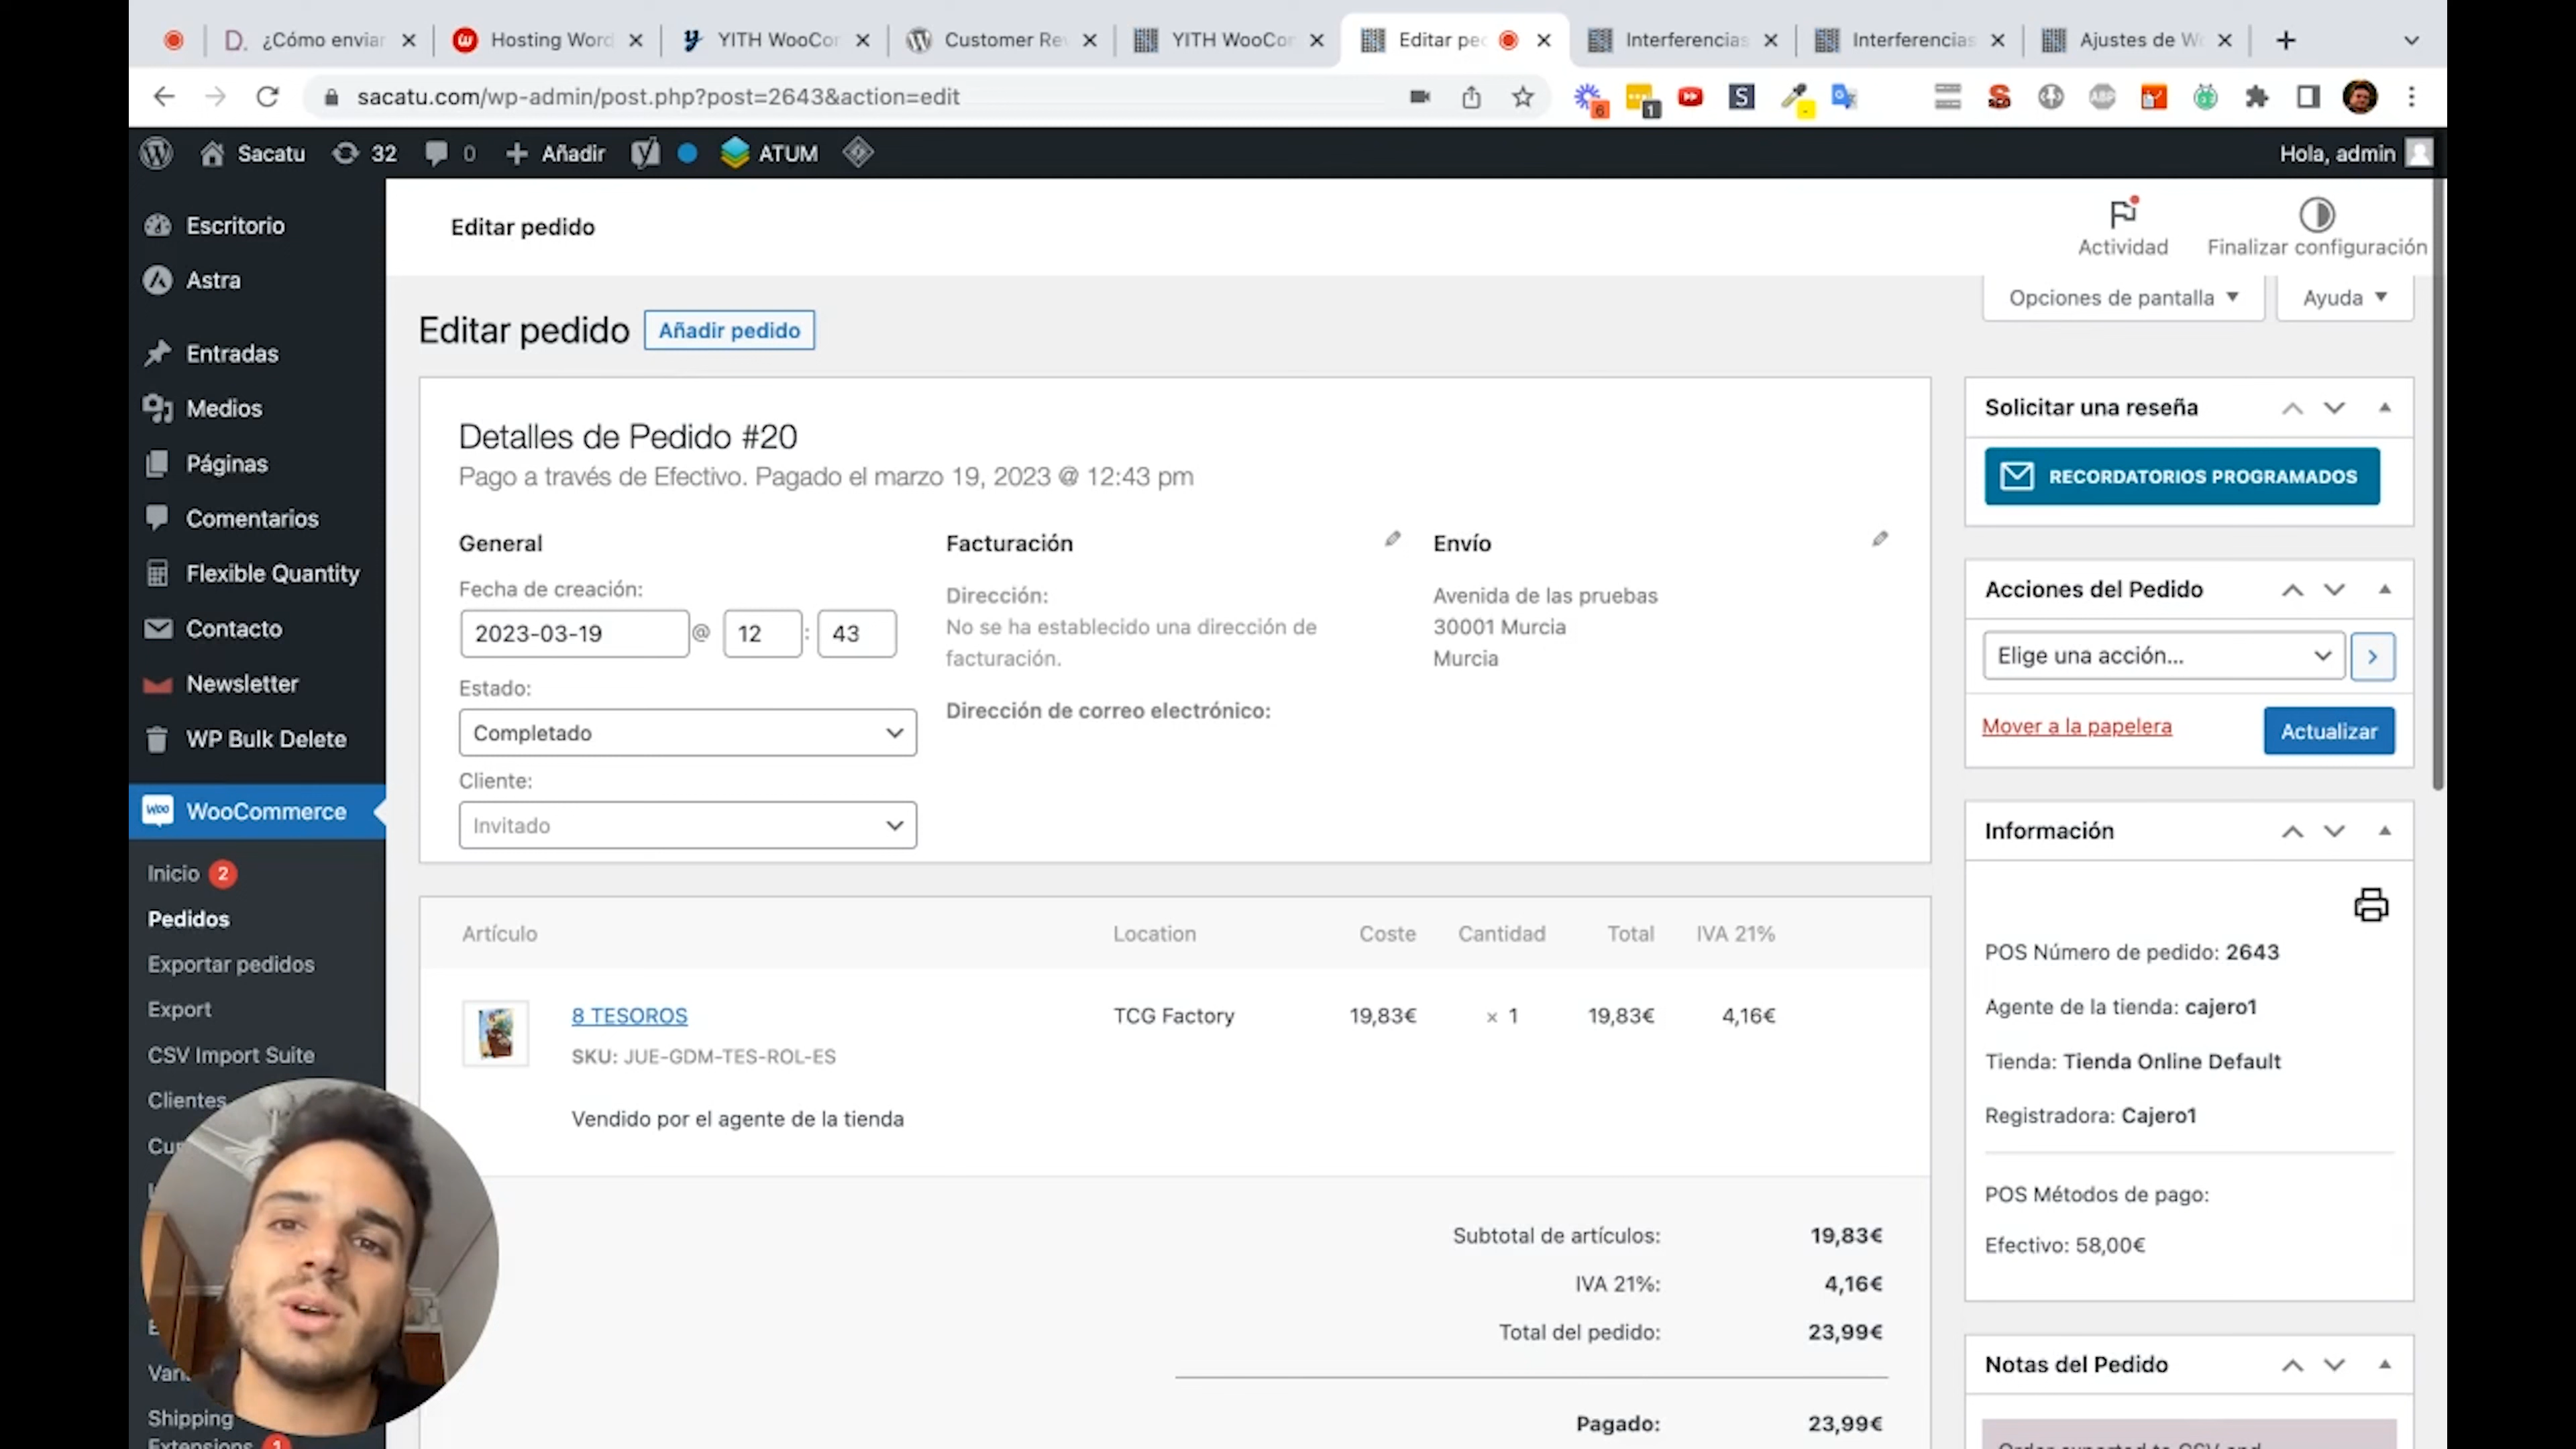 ¿Cómo enviar
Hosting Word
YITH WooCor
Customer Rev
YITH WooCor
Editar pe
Interferencias
Interferencias
Ajustes de W
sacatu.com/wp-admin/post.php?post=2643&action=edit
6
1
S
ABP
Sacatu
32
0
Añadir
ATUM
Hola, admin
Escritorio
Astra
Entradas
Medios
Páginas
Comentarios
Flexible Quantity
Contacto
Newsletter
WP Bulk Delete
WooCommerce
Inicio 2
Pedidos
Exportar pedidos
Export
CSV Import Suite
Clientes
Shipping
Extensions 1
Editar pedido
Actividad
Finalizar configuración
Opciones de pantalla
Ayuda
Editar pedido
Añadir pedido
Detalles de Pedido #20
Pago a través de Efectivo. Pagado el marzo 19, 2023 @ 12:43 pm
General
Fecha de creación:
2023-03-19 @ 12 : 43
Estado:
Completado
Cliente:
Invitado
Facturación
Dirección:
No se ha establecido una dirección de
facturación.
Dirección de correo electrónico:
Envío
Avenida de las pruebas
30001 Murcia
Murcia
Artículo Location Coste Cantidad Total IVA 21%
8 TESOROS TCG Factory 19,83€ × 1 19,83€ 4,16€
SKU: JUE-GDM-TES-ROL-ES
Vendido por el agente de la tienda
Subtotal de artículos: 19,83€
IVA 21%: 4,16€
Total del pedido: 23,99€
Pagado: 23,99€
Solicitar una reseña
RECORDATORIOS PROGRAMADOS
Acciones del Pedido
Elige una acción...
Mover a la papelera
Actualizar
Información
POS Número de pedido: 2643
Agente de la tienda: cajero1
Tienda: Tienda Online Default
Registradora: Cajero1
POS Métodos de pago:
Efectivo: 58,00€
Notas del Pedido